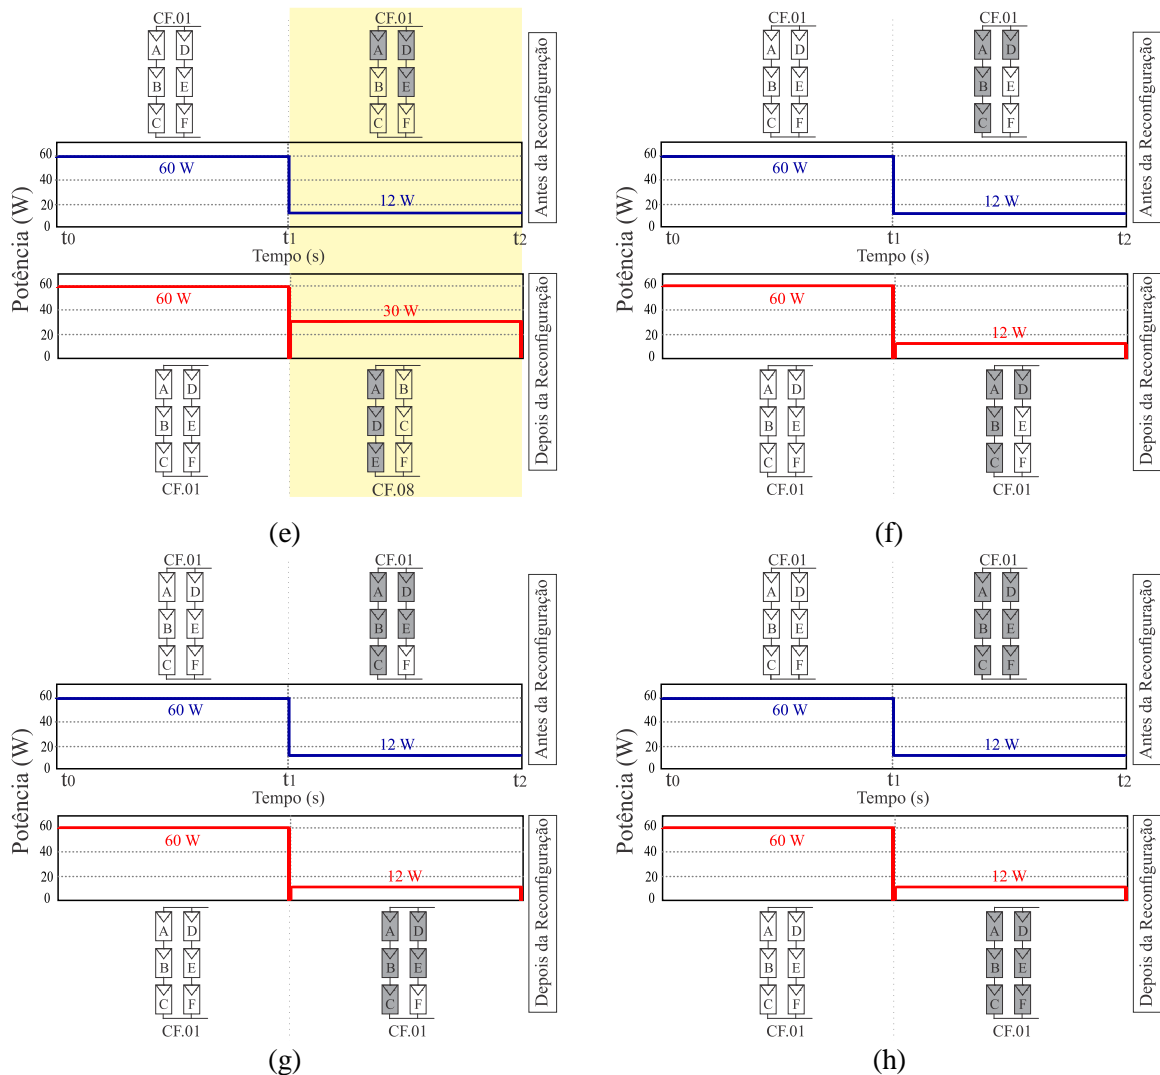 CF.01
CF.01
A D
A D
B E
B E
C F
C F
Antes da Reconfiguração
Potência (W)
60
40
20
0
60 W
12 W
t0
t1
t2
Tempo (s)
60
40
20
0
60 W
30 W
Depois da Reconfiguração
A D
A B
B E
D C
C F
E F
CF.01
CF.08
(e)
CF.01
CF.01
A D
A D
B E
B E
C F
C F
Antes da Reconfiguração
Potência (W)
60
40
20
0
60 W
12 W
t0
t1
t2
Tempo (s)
60
40
20
0
60 W
12 W
Depois da Reconfiguração
A D
A D
B E
B E
C F
C F
CF.01
CF.01
(f)
CF.01
CF.01
A D
A D
B E
B E
C F
C F
Antes da Reconfiguração
Potência (W)
60
40
20
0
60 W
12 W
t0
t1
t2
Tempo (s)
60
40
20
0
60 W
12 W
Depois da Reconfiguração
A D
A D
B E
B E
C F
C F
CF.01
CF.01
(g)
CF.01
CF.01
A D
A D
B E
B E
C F
C F
Antes da Reconfiguração
Potência (W)
60
40
20
0
60 W
12 W
t0
t1
t2
Tempo (s)
60
40
20
0
60 W
12 W
Depois da Reconfiguração
A D
A D
B E
B E
C F
C F
CF.01
CF.01
(h)